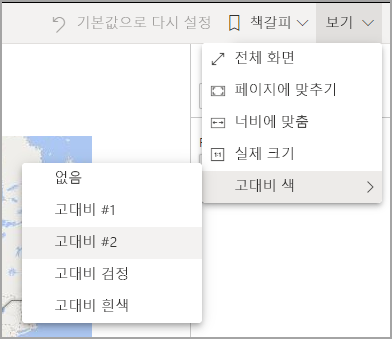 기본값으로 다시 설정 책갈피 보기
전체 화면
페이지에 맞추기
너비에 맞춤
실제 크기
고대비 색
없음
고대비 #1
고대비 #2
고대비 검정
고대비 흰색